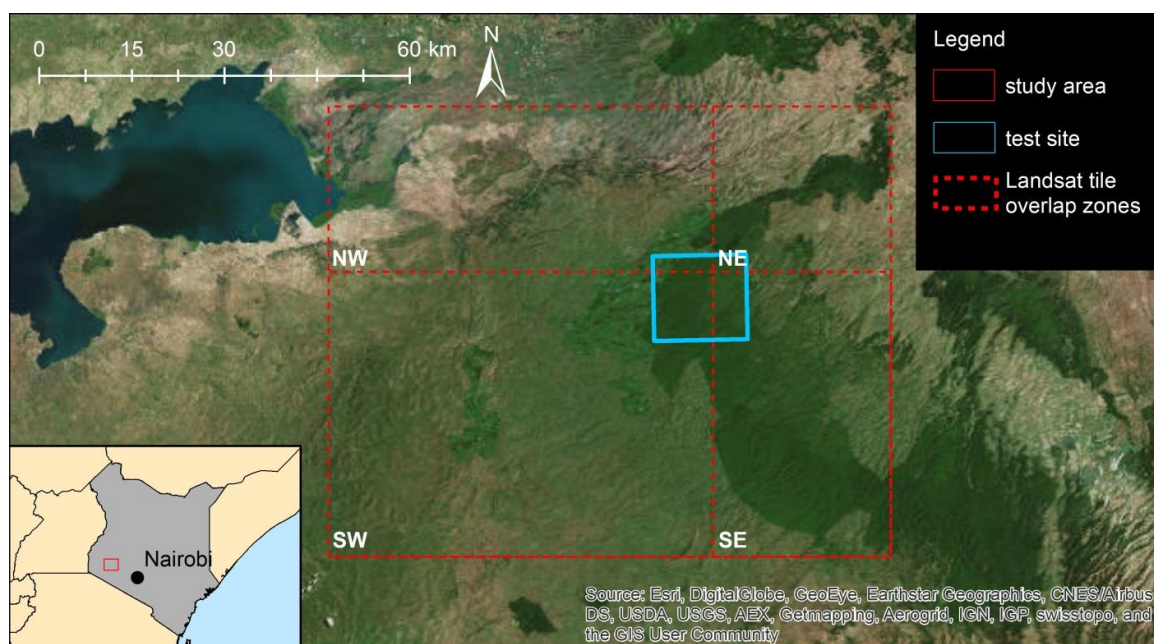 0 15 30 60 km
N
Legend
study area
test site
Landsat tile
overlap zones
NW
NE
SW
SE
Nairobi
Source: Esri, DigitalGlobe, GeoEye, Earthstar Geographics, CNES/Airbus
DS, USDA, USGS, AEX, Getmapping, Aerogrid, IGN, IGP, swisstopo, and
the GIS User Community